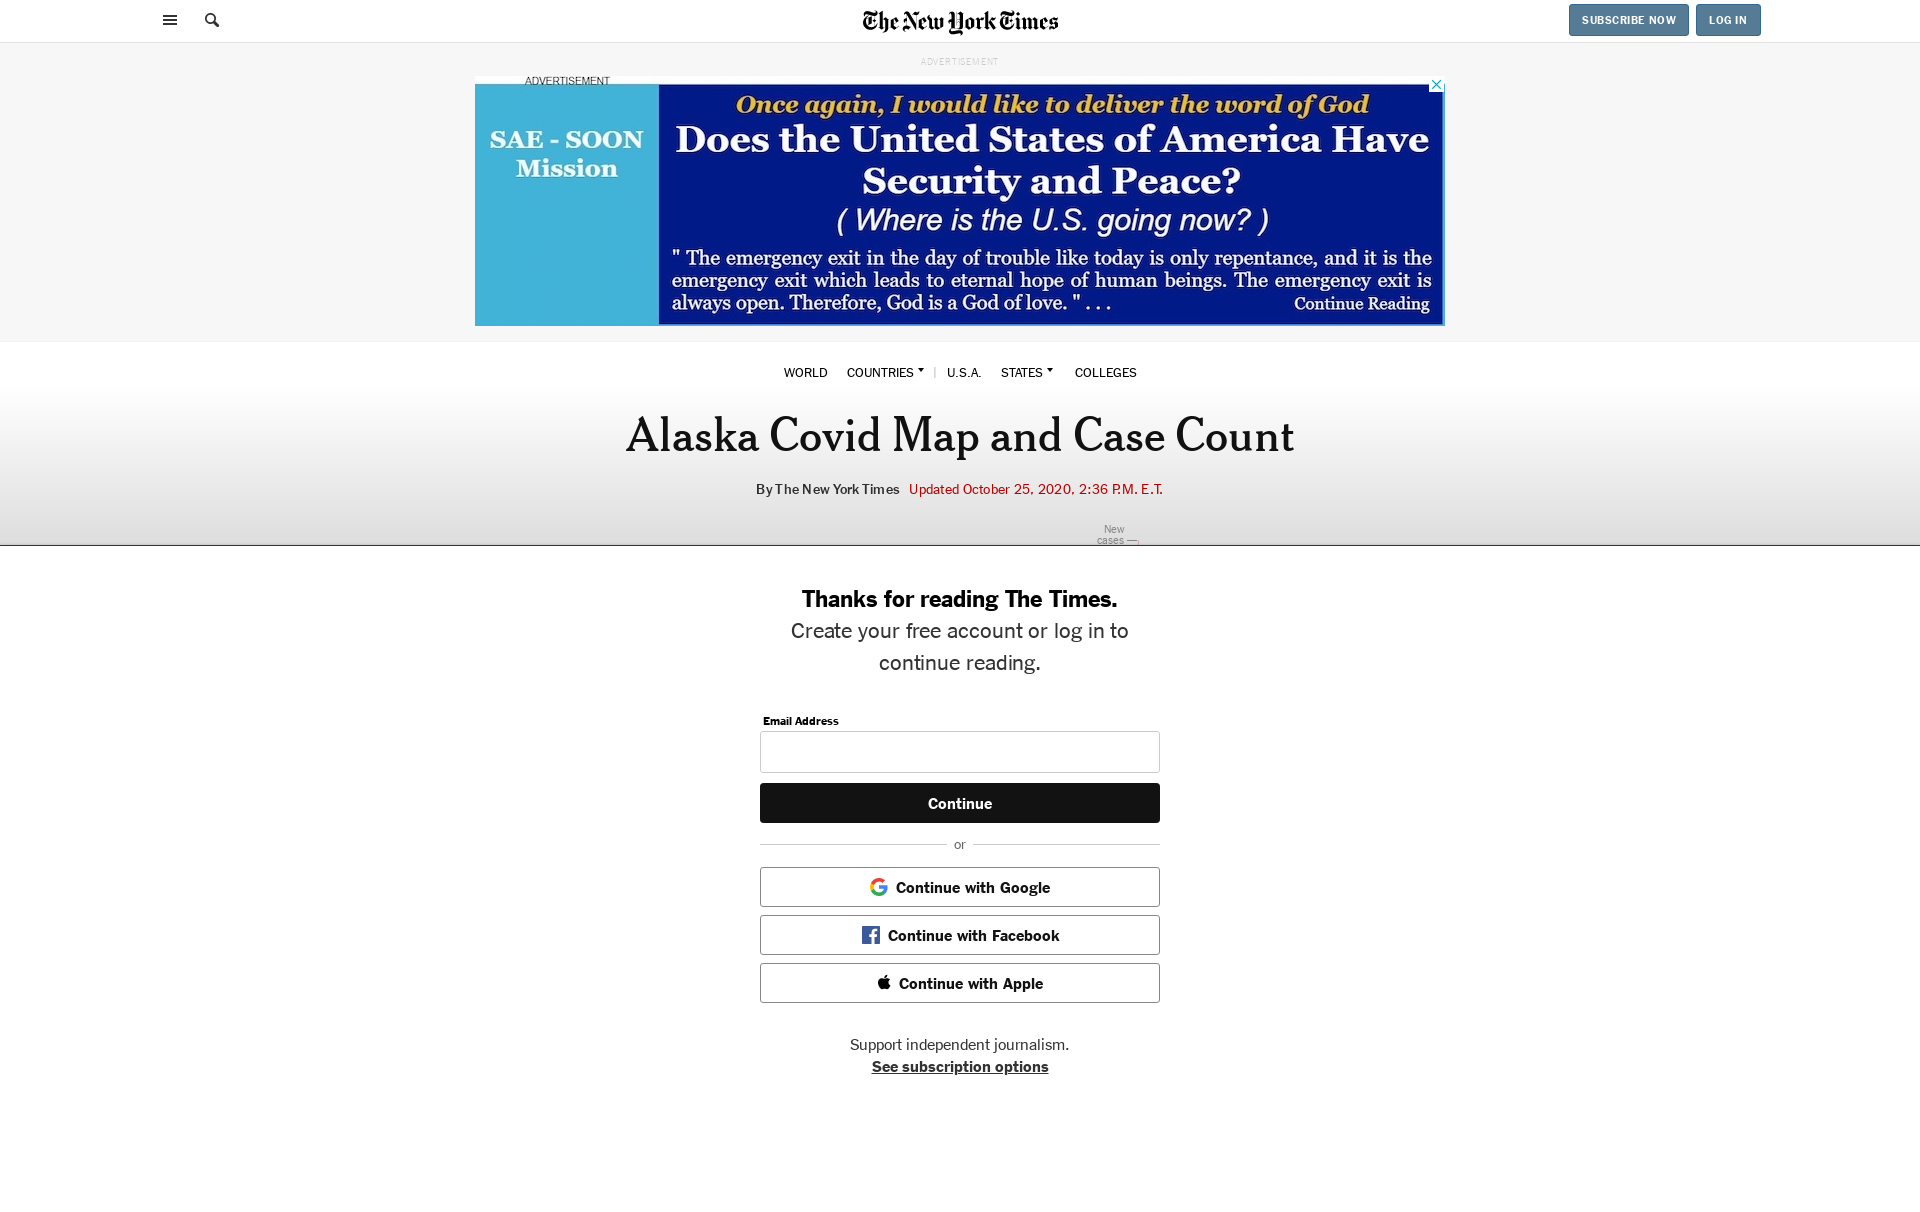 The New York Times
SUBSCRIBE NOW
LOG IN
ADVERTISEMENT
ADVERTISEMENT
SAE - SOON
Mission
Once again, I would like to deliver the word of God
Does the United States of America Have
Security and Peace?
( Where is the U.S. going now? )
" The emergency exit in the day of trouble like today is only repentance, and it is the
emergency exit which leads to eternal hope of human beings. The emergency exit is
always open. Therefore, God is a God of love. " . . .
Continue Reading
WORLD COUNTRIES | U.S.A. STATES COLLEGES
Alaska Covid Map and Case Count
By The New York Times Updated October 25, 2020, 2:36 P.M. E.T.
New
cases —
Thanks for reading The Times.
Create your free account or log in to
continue reading.
Email Address
Continue
or
Continue with Google
Continue with Facebook
Continue with Apple
Support independent journalism.
See subscription options